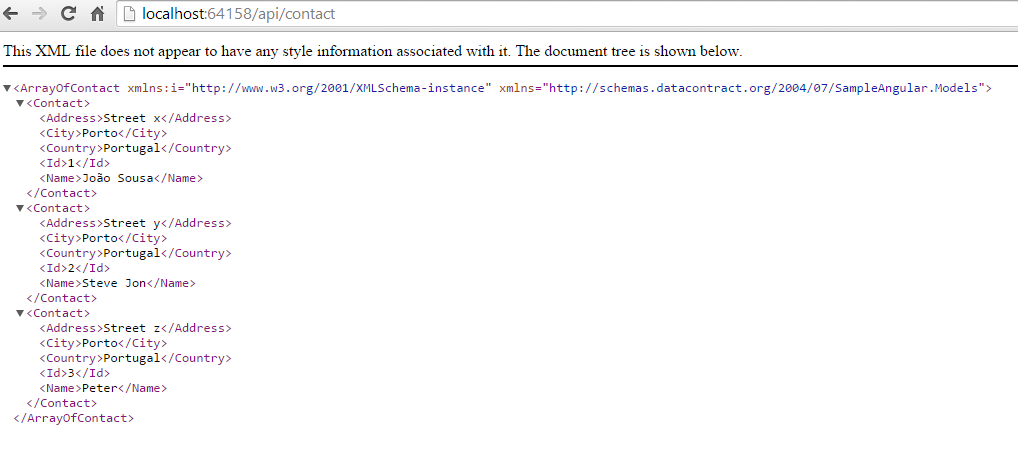 localhost:64158/api/contact
This XML file does not appear to have any style information associated with it. The document tree is shown below.
<ArrayOfContact xmlns:i="http://www.w3.org/2001/XMLSchema-instance" xmlns="http://schemas.datacontract.org/2004/07/SampleAngular.Models">
<Contact>
<Address>Street x</Address>
<City>Porto</City>
<Country>Portugal</Country>
<Id>1</Id>
<Name>João Sousa</Name>
</Contact>
<Contact>
<Address>Street y</Address>
<City>Porto</City>
<Country>Portugal</Country>
<Id>2</Id>
<Name>Steve Jon</Name>
</Contact>
<Contact>
<Address>Street z</Address>
<City>Porto</City>
<Country>Portugal</Country>
<Id>3</Id>
<Name>Peter</Name>
</Contact>
</ArrayOfContact>